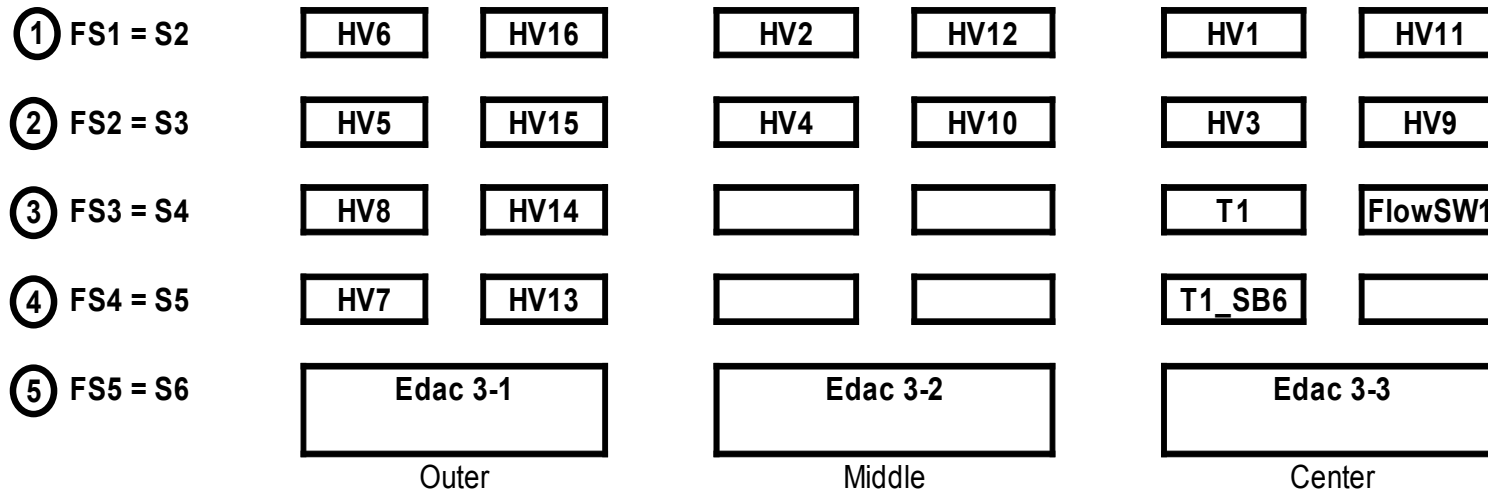 1 FS1 = S2 HV6 HV16 HV2 HV12 HV1 HV11
2 FS2 = S3 HV5 HV15 HV4 HV10 HV3 HV9
3 FS3 = S4 HV8 HV14 T1 FlowSW1
4 FS4 = S5 HV7 HV13 T1_SB6
5 FS5 = S6 Edac 3-1 Edac 3-2 Edac 3-3
Outer Middle Center